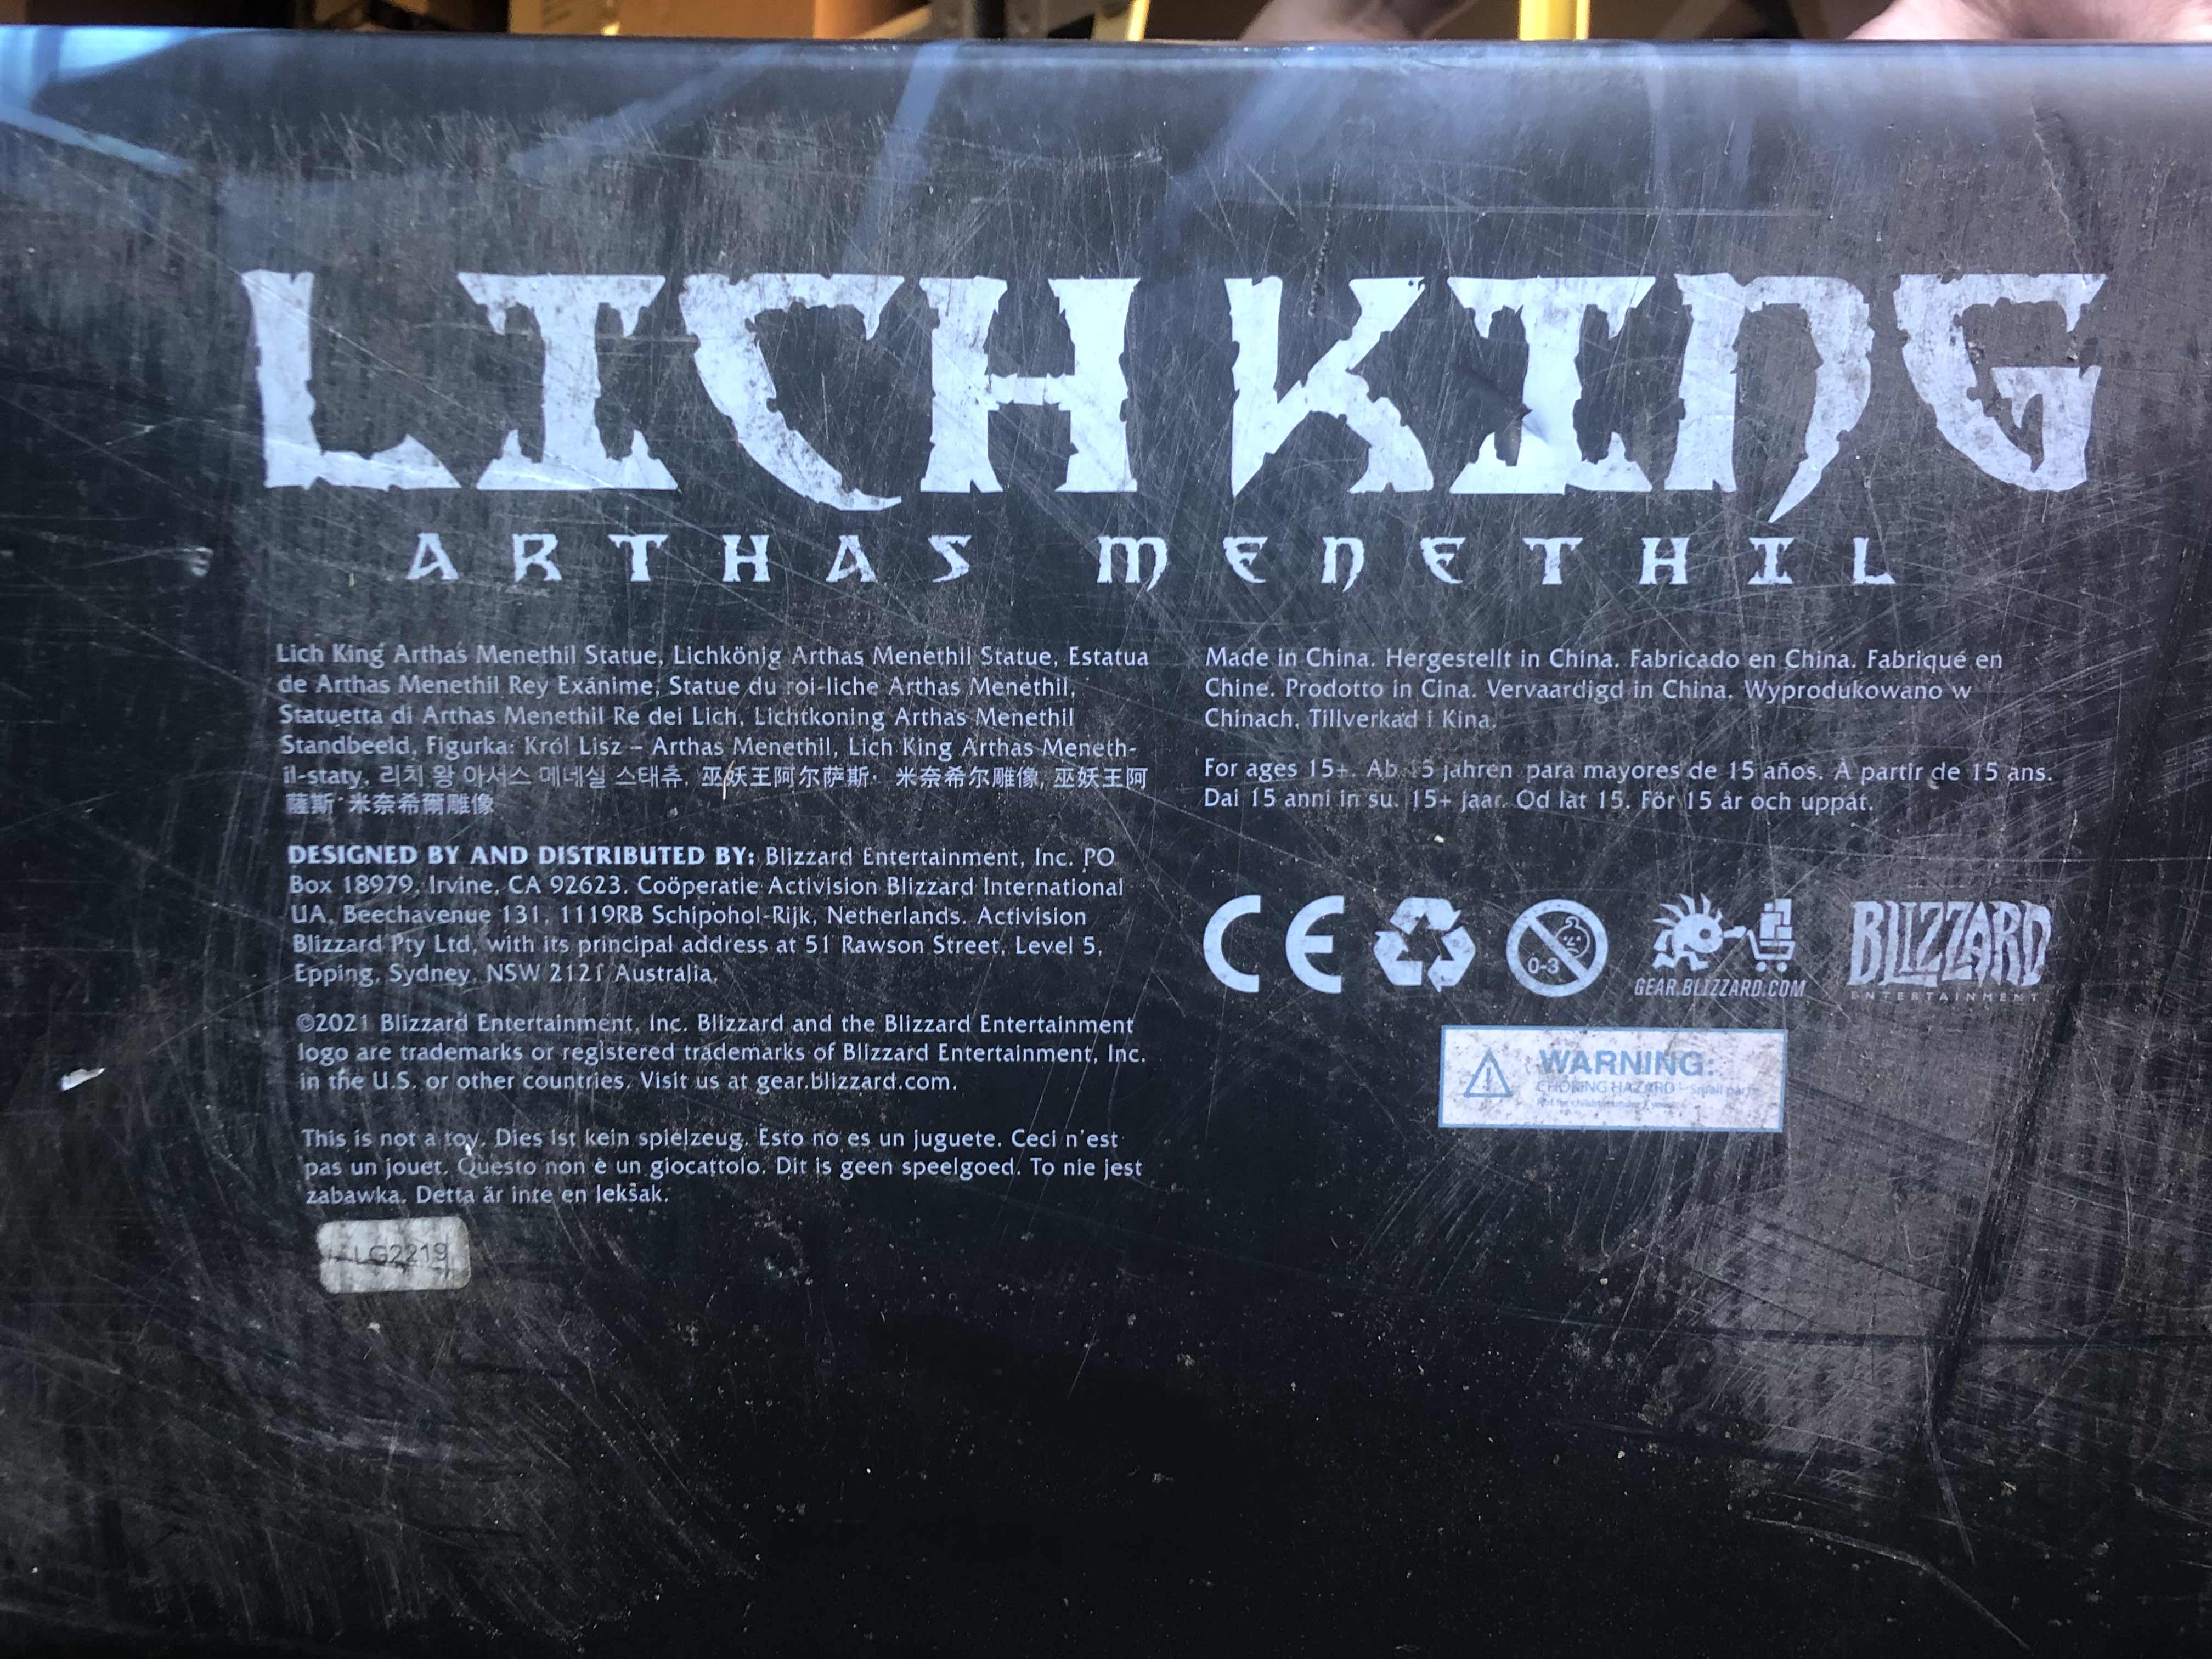 LICH KING
ARTHAS MENETHIL
Lich King Arthas Menethil Statue, Lichkönig Arthas Menethil Statue, Estatua
de Arthas Menethil Rey Exánime, Statue du roi-liche Arthas Menethil,
Statuetta di Arthas Menethil Re dei Lich, Lichtkoning Arthas Menethil
Standbeeld, Figurka: Król Lisz – Arthas Menethil, Lich King Arthas Meneth-
il-staty, 리치 왕 아서스 메네실 스태츄, 巫妖王阿尔萨斯· 米奈希尔雕像, 巫妖王阿
薩斯·米奈希爾雕像
DESIGNED BY AND DISTRIBUTED BY: Blizzard Entertainment, Inc. PO
Box 18979, Irvine, CA 92623. Coöperatie Activision Blizzard International
UA, Beechavenue 131, 1119RB Schipohol-Rijk, Netherlands. Activision
Blizzard Pty Ltd, with its principal address at 51 Rawson Street, Level 5,
Epping, Sydney, NSW 2121 Australia.
©2021 Blizzard Entertainment, Inc. Blizzard and the Blizzard Entertainment
logo are trademarks or registered trademarks of Blizzard Entertainment, Inc.
in the U.S. or other countries. Visit us at gear.blizzard.com.
This is not a toy. Dies ist kein spielzeug. Esto no es un juguete. Ceci n'est
pas un jouet. Questo non è un giocattolo. Dit is geen speelgoed. To nie jest
zabawka. Detta är inte en leksak.
LG2219
Made in China. Hergestellt in China. Fabricado en China. Fabriqué en
Chine. Prodotto in Cina. Vervaardigd in China. Wyprodukowano w
Chinach. Tillverkad i Kina.
For ages 15+. Ab 15 jahren para mayores de 15 años. À partir de 15 ans.
Dai 15 anni in su. 15+ jaar. Od lat 15. För 15 år och uppåt.
CE
0-3
GEAR.BLIZZARD.COM
BLIZZARD
ENTERTAINMENT
WARNING:
CHOKING HAZARD - Small parts